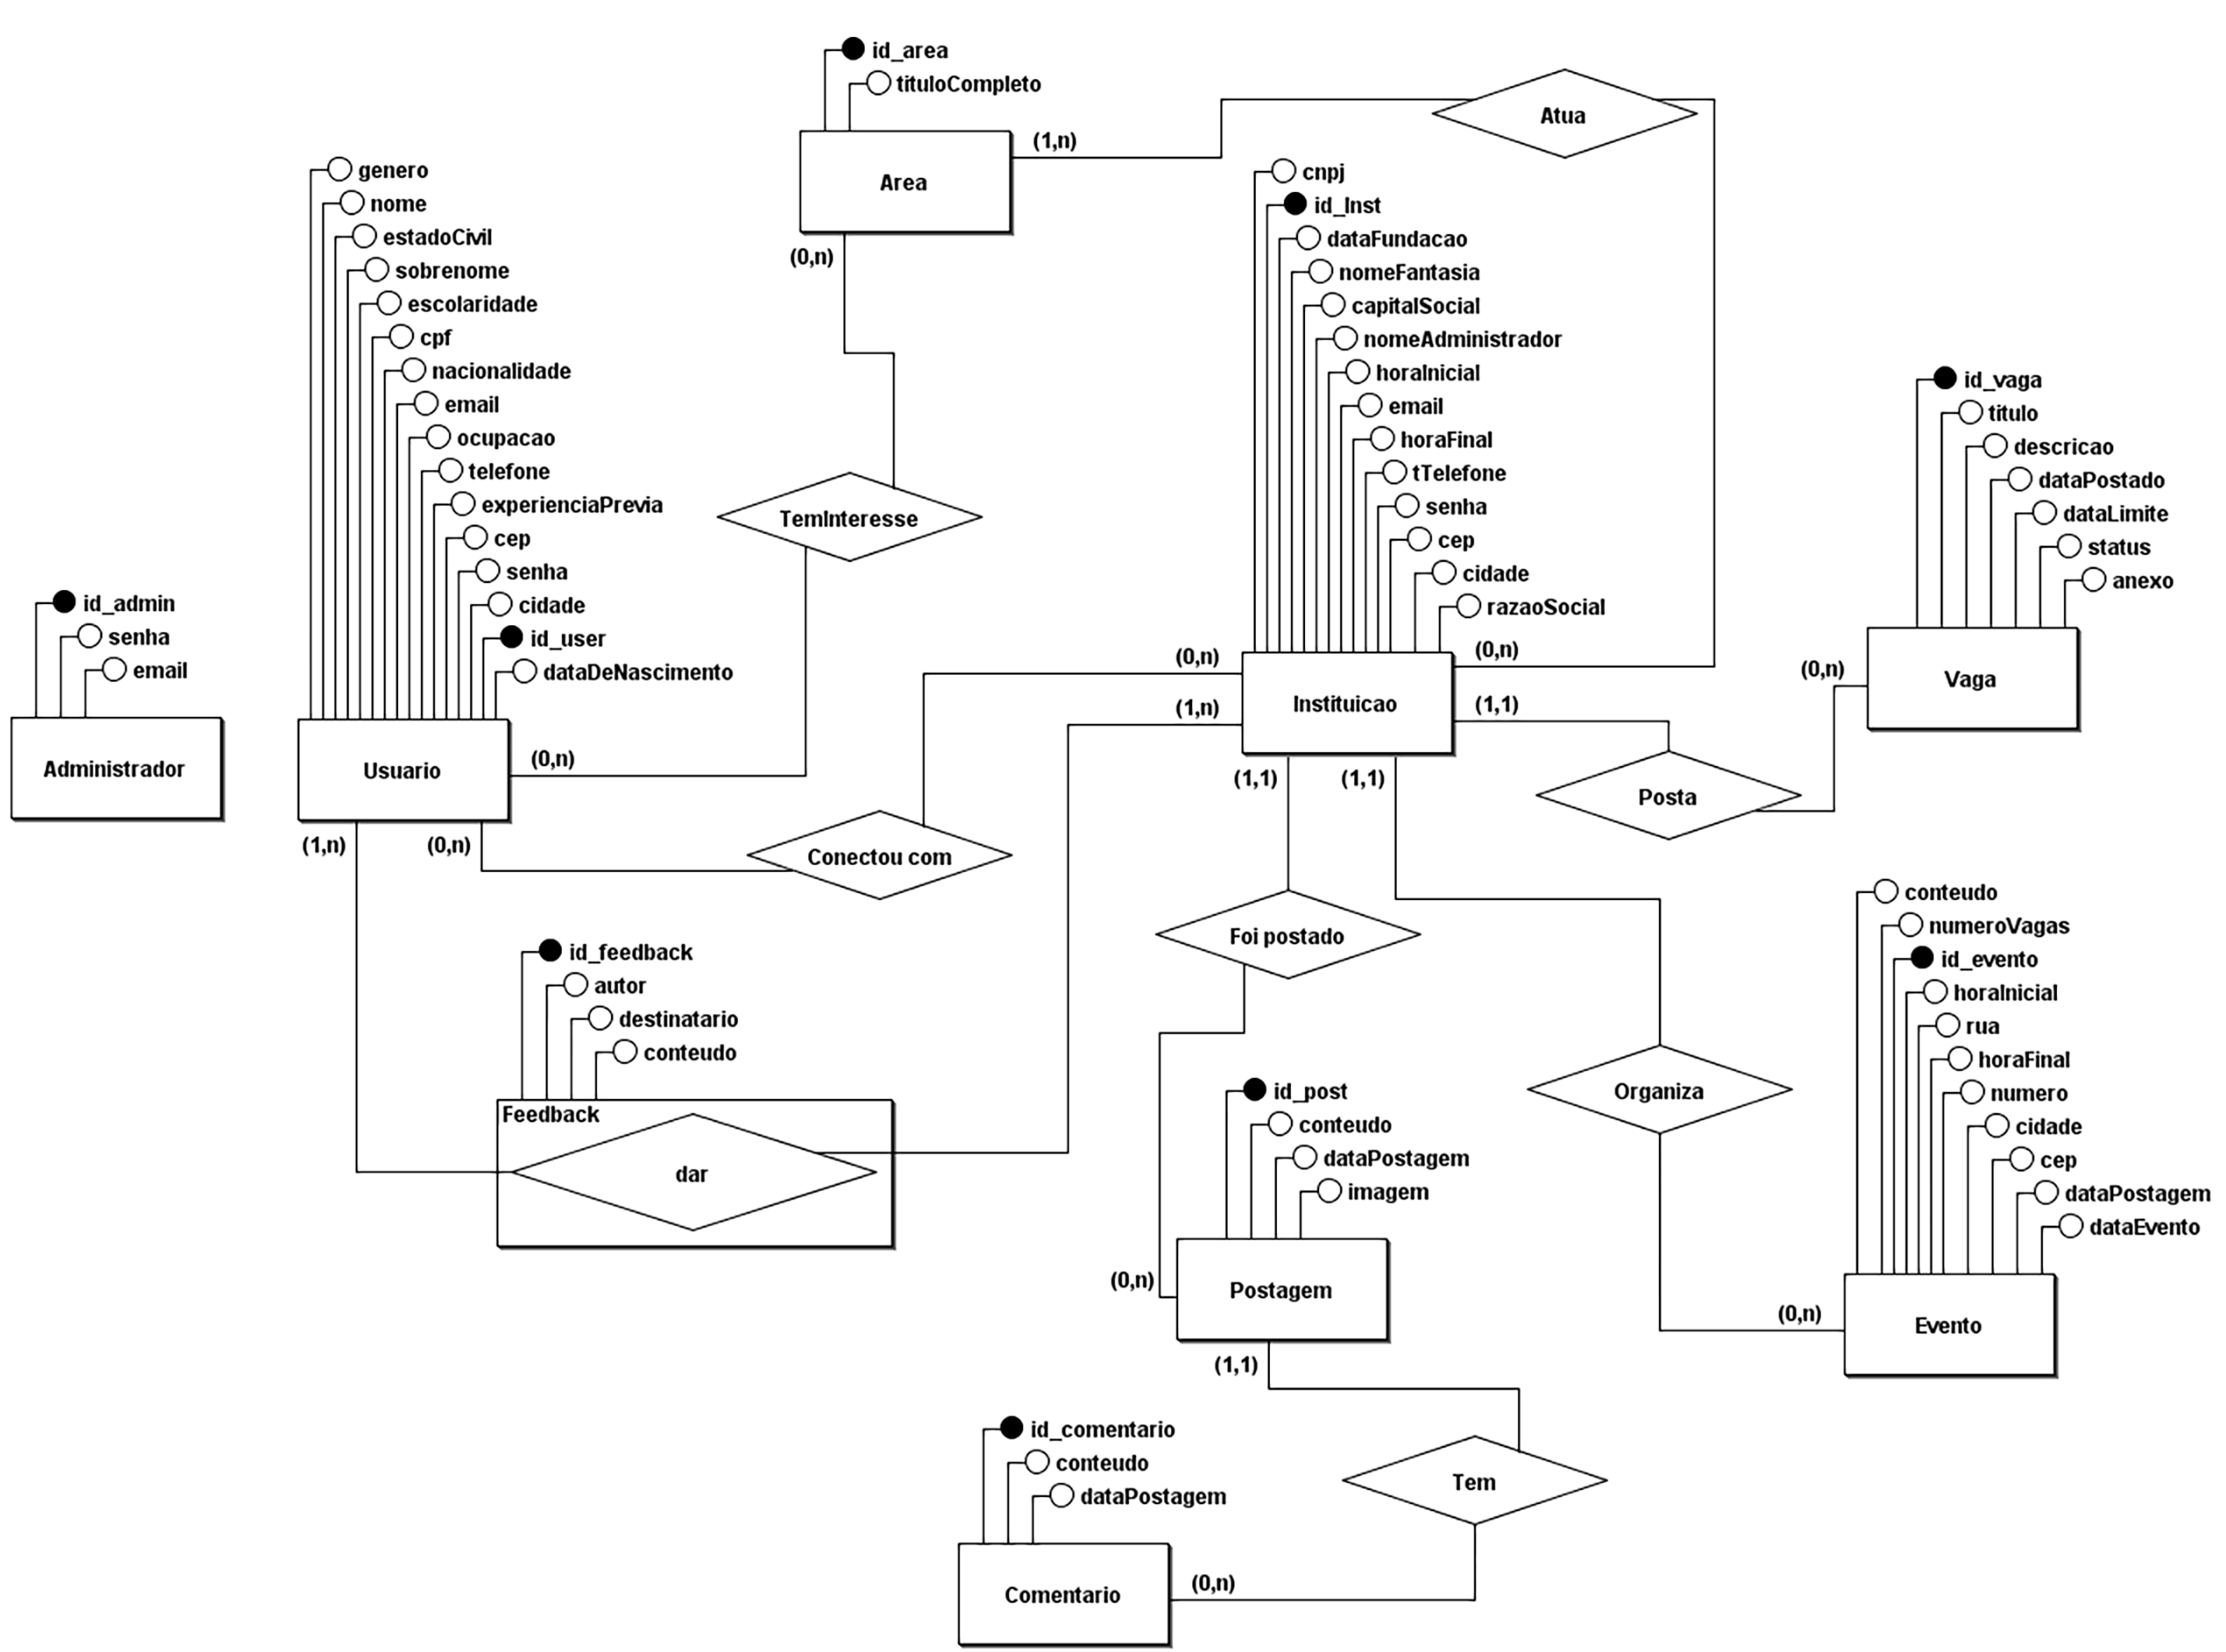 id_area
tituloCompleto
Area
(1,n)
(0,n)
Atua
genero
nome
estadoCivil
sobrenome
escolaridade
cpf
nacionalidade
email
ocupacao
telefone
experienciaPrevia
cep
senha
cidade
id_user
dataDeNascimento
Usuario
(0,n)
(1,n)
(0,n)
TemInteresse
id_admin
senha
email
Administrador
cnpj
id_Inst
dataFundacao
nomeFantasia
capitalSocial
nomeAdministrador
horaInicial
email
horaFinal
tTelefone
senha
cep
cidade
razaoSocial
Instituicao
(0,n)
(1,n)
(0,n)
(1,1)
(1,1)
(1,1)
id_vaga
titulo
descricao
dataPostado
dataLimite
status
anexo
Vaga
(0,n)
Posta
Conectou com
Foi postado
id_feedback
autor
destinatario
conteudo
Feedback
dar
conteudo
numeroVagas
id_evento
horaInicial
rua
horaFinal
numero
cidade
cep
dataPostagem
dataEvento
Evento
(0,n)
Organiza
id_post
conteudo
dataPostagem
imagem
Postagem
(0,n)
(1,1)
Tem
id_comentario
conteudo
dataPostagem
Comentario
(0,n)